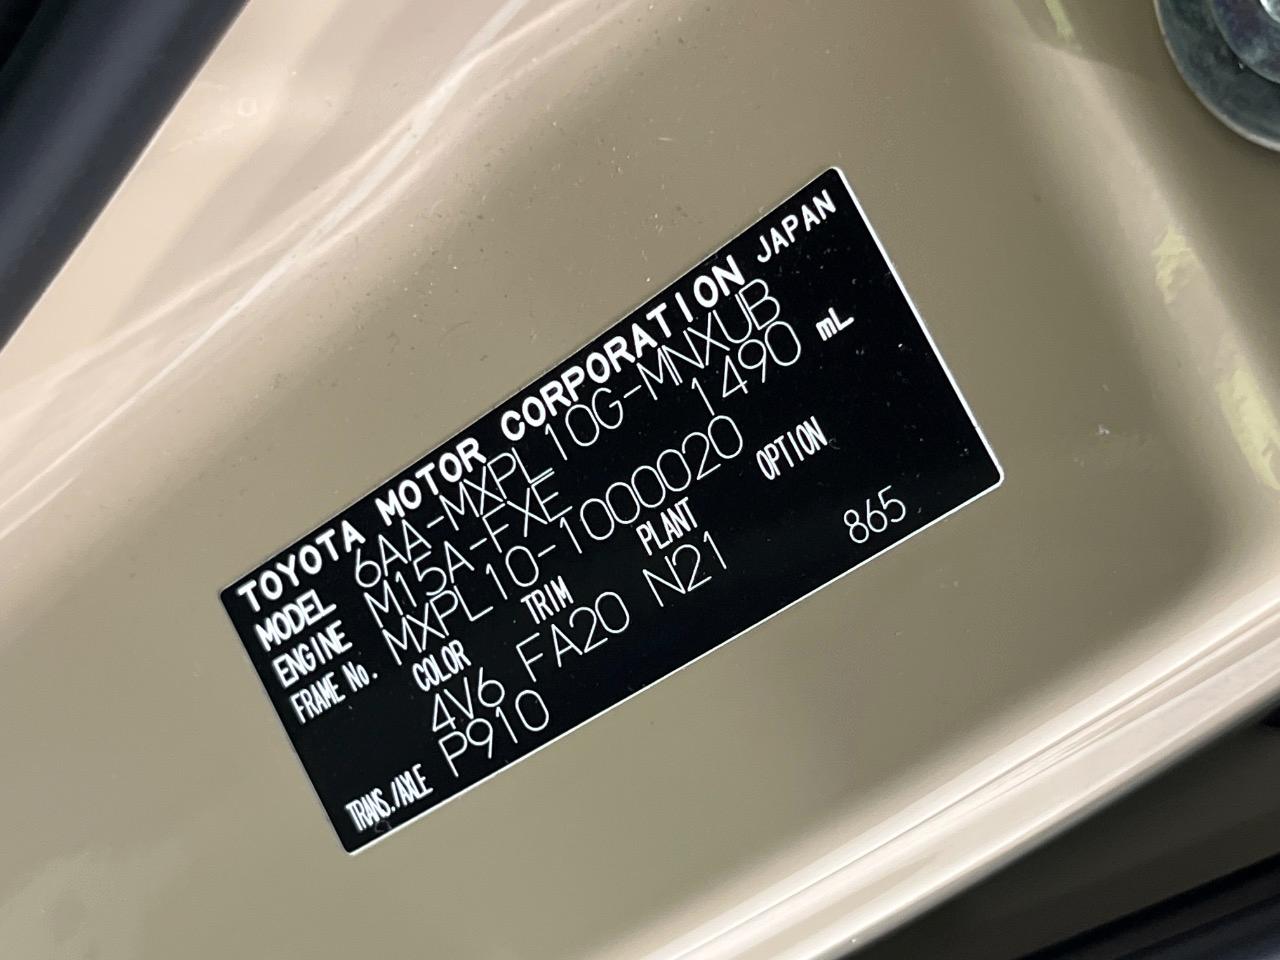 TOYOTA MOTOR CORPORATION JAPAN
MODEL 6AA-MXPL10G-MNXUB
ENGINE M15A-FXE 1490 mL
FRAME No. MXPL10-1000020
COLOR TRIM PLANT OPTION
4V6 FA20 N21 865
TRANS./AXLE P910